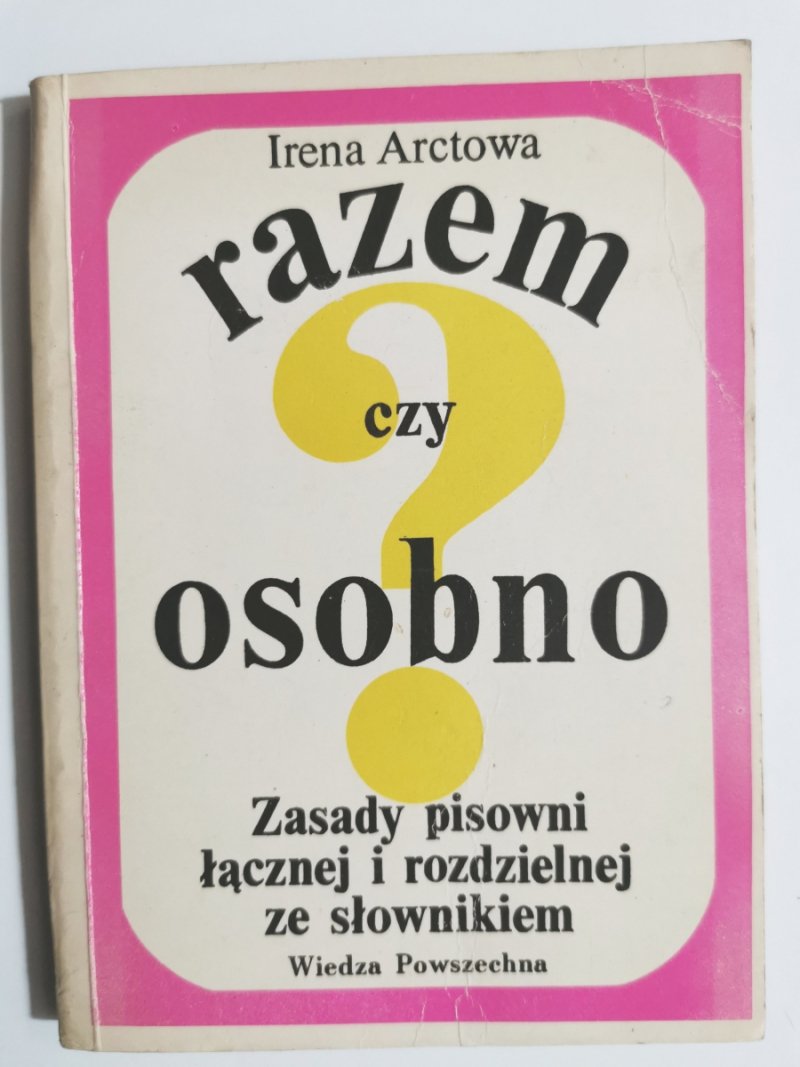 Irena Arctowa
razem
czy
osobno
?
Zasady pisowni
łącznej i rozdzielnej
ze słownikiem
Wiedza Powszechna